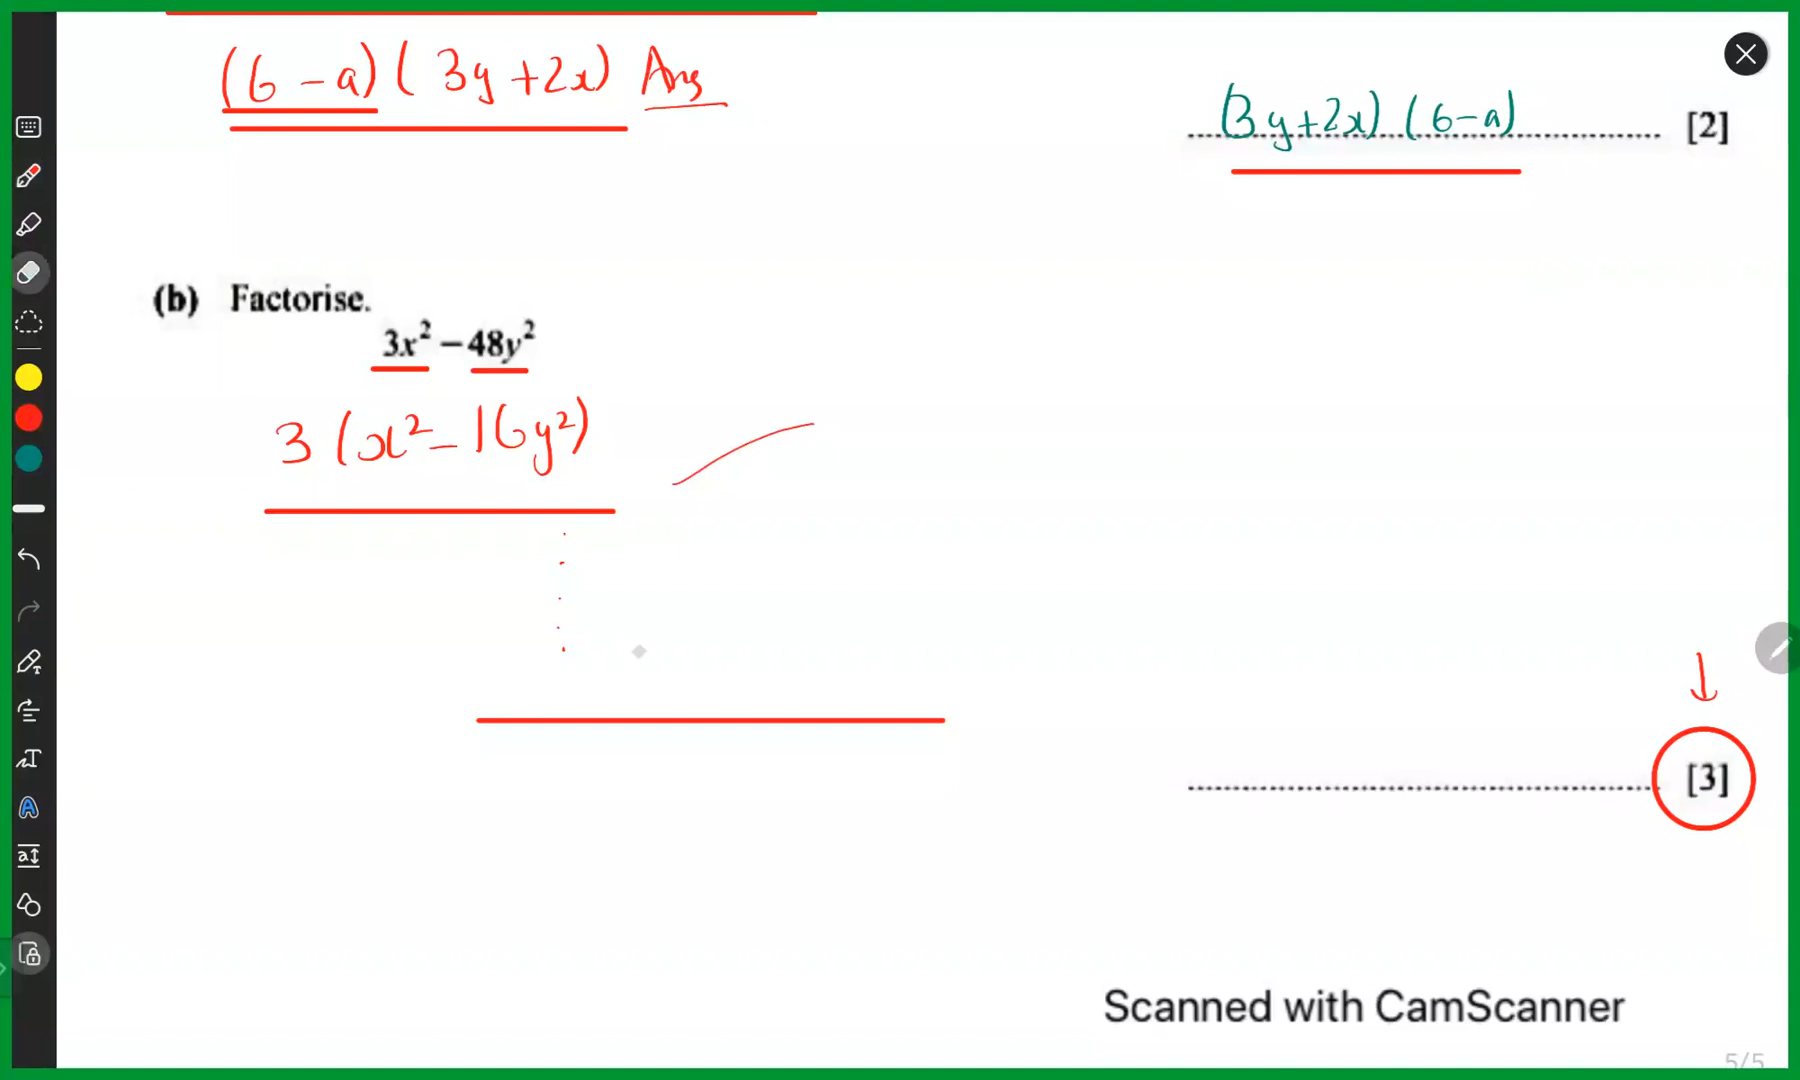 (6 - a) (3y + 2x) Ans
(3y + 2x) (6 - a) [2]
(b) Factorise.
3x² - 48y²
3 (x² - 16y²)
[3]
Scanned with CamScanner
5/5